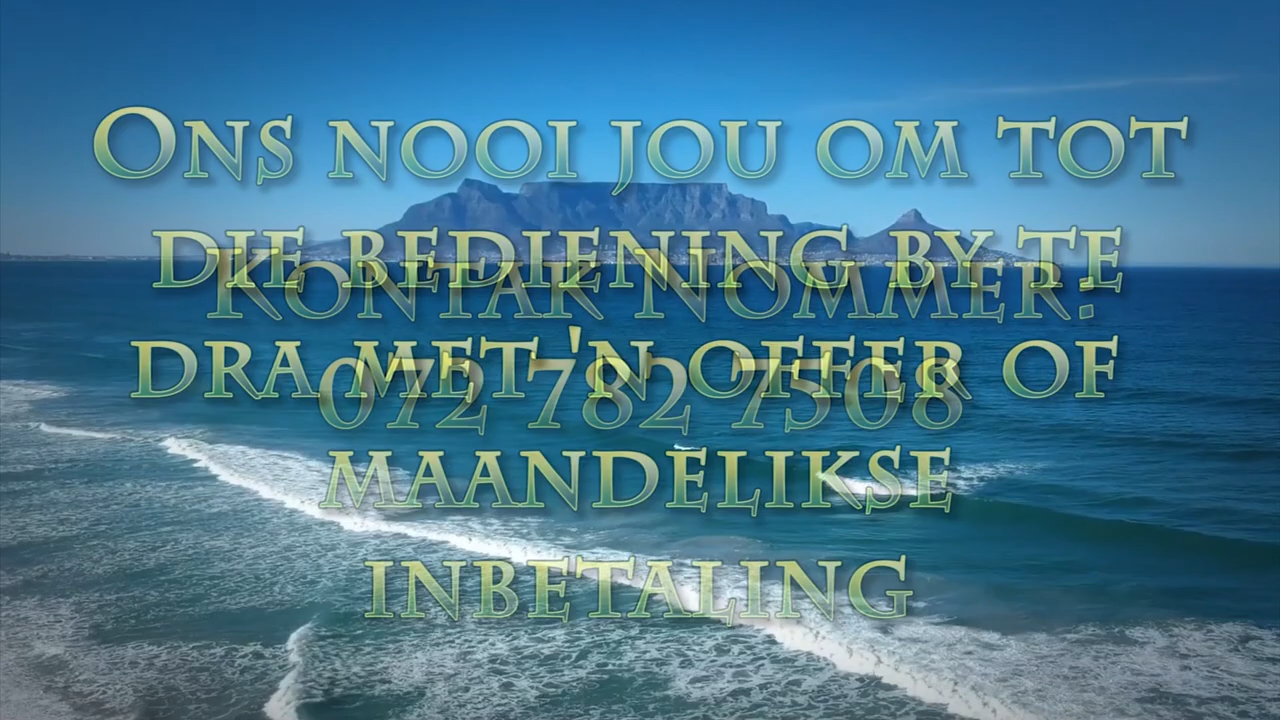 Ons nooi jou om tot
die bediening by te
Kontak Nommer:
dra met 'n offer of
072 782 7508
maandelikse
inbetaling